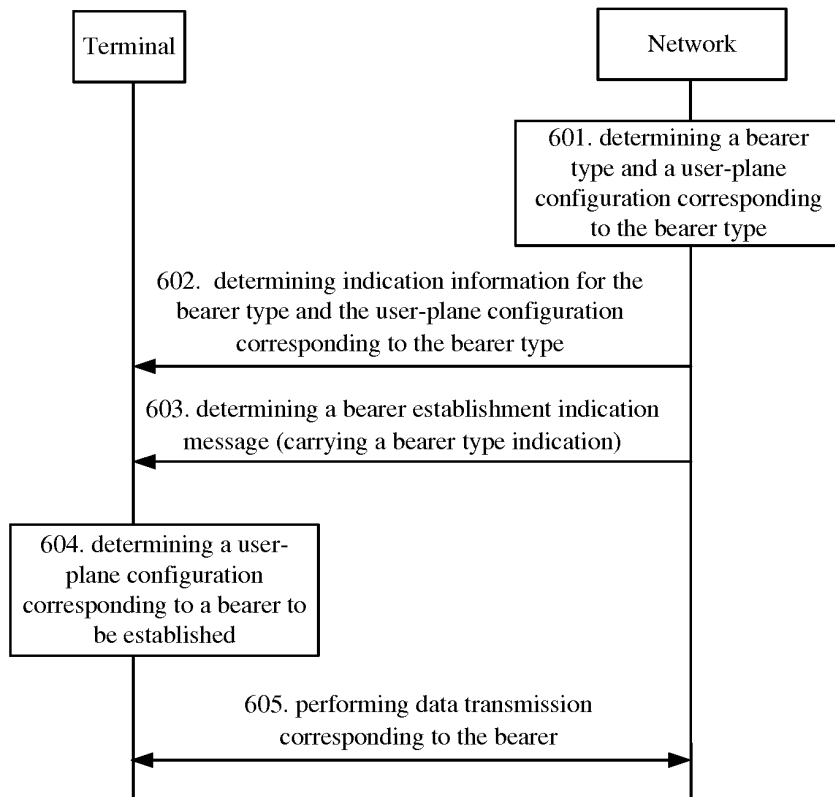 Terminal
Network
601. determining a bearer
type and a user-plane
configuration corresponding
to the bearer type
602. determining indication information for the
bearer type and the user-plane configuration
corresponding to the bearer type
603. determining a bearer establishment indication
message (carrying a bearer type indication)
604. determining a user-
plane configuration
corresponding to a bearer to
be established
605. performing data transmission
corresponding to the bearer